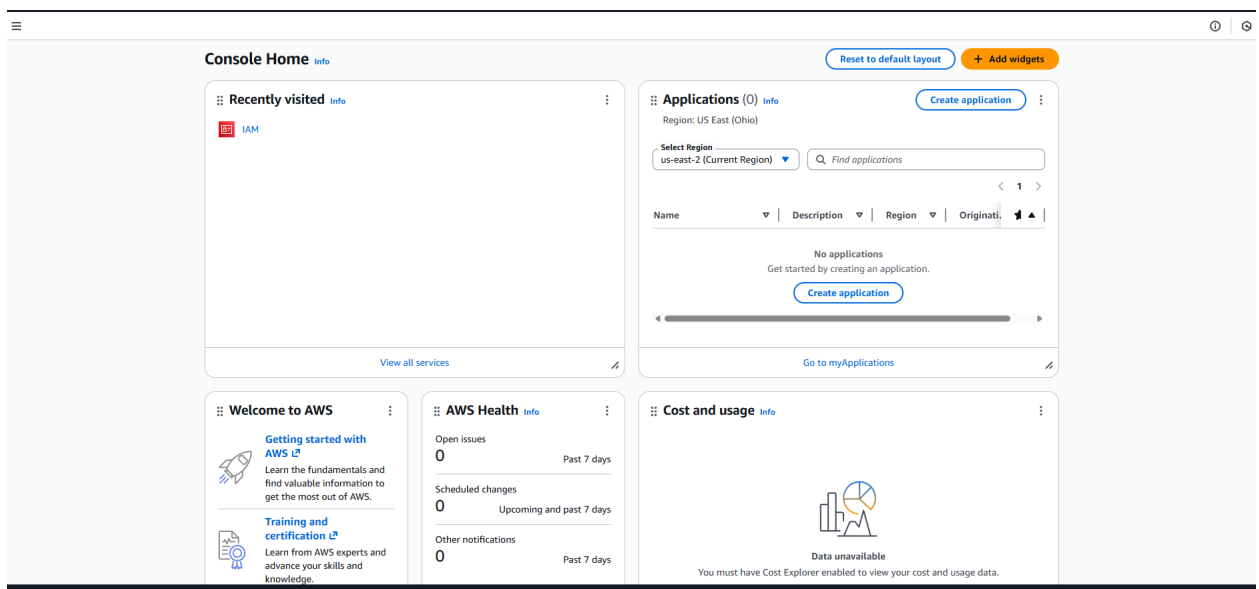 Console Home Info
Reset to default layout
+ Add widgets
Recently visited Info
IAM
View all services
Applications (0) Info
Create application
Region: US East (Ohio)
Select Region
us-east-2 (Current Region)
Find applications
1
Name
Description
Region
Originati.
No applications
Get started by creating an application.
Create application
Go to myApplications
Welcome to AWS
Getting started with
AWS
Learn the fundamentals and
find valuable information to
get the most out of AWS.
Training and
certification
Learn from AWS experts and
advance your skills and
knowledge.
AWS Health Info
Open issues
0 Past 7 days
Scheduled changes
0 Upcoming and past 7 days
Other notifications
0 Past 7 days
Cost and usage Info
Data unavailable
You must have Cost Explorer enabled to view your cost and usage data.